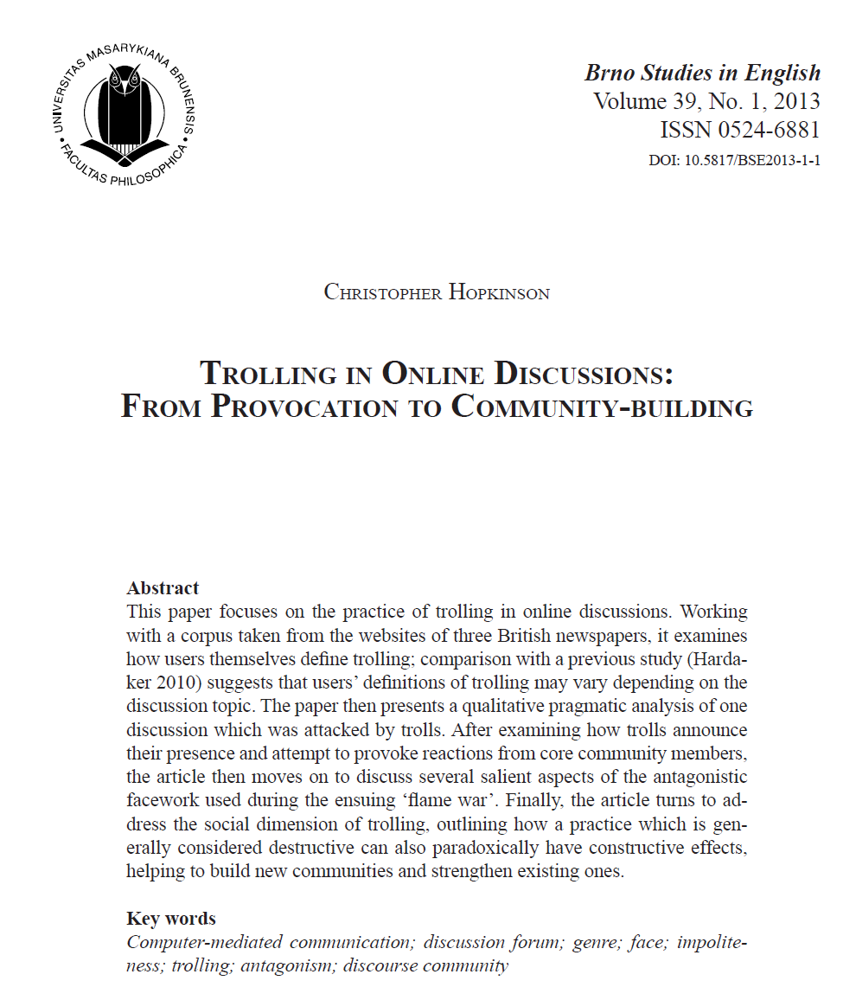 UNIVERSITAS MASARYKIANA BRUNENSIS
• FACULTAS PHILOSOPHICA •
Brno Studies in English
Volume 39, No. 1, 2013
ISSN 0524-6881
DOI: 10.5817/BSE2013-1-1
Christopher Hopkinson
Trolling in Online Discussions:
From Provocation to Community-building
Abstract
This paper focuses on the practice of trolling in online discussions. Working
with a corpus taken from the websites of three British newspapers, it examines
how users themselves define trolling; comparison with a previous study (Harda-
ker 2010) suggests that users’ definitions of trolling may vary depending on the
discussion topic. The paper then presents a qualitative pragmatic analysis of one
discussion which was attacked by trolls. After examining how trolls announce
their presence and attempt to provoke reactions from core community members,
the article then moves on to discuss several salient aspects of the antagonistic
facework used during the ensuing ‘flame war’. Finally, the article turns to ad-
dress the social dimension of trolling, outlining how a practice which is gen-
erally considered destructive can also paradoxically have constructive effects,
helping to build new communities and strengthen existing ones.
Key words
Computer-mediated communication; discussion forum; genre; face; impolite-
ness; trolling; antagonism; discourse community